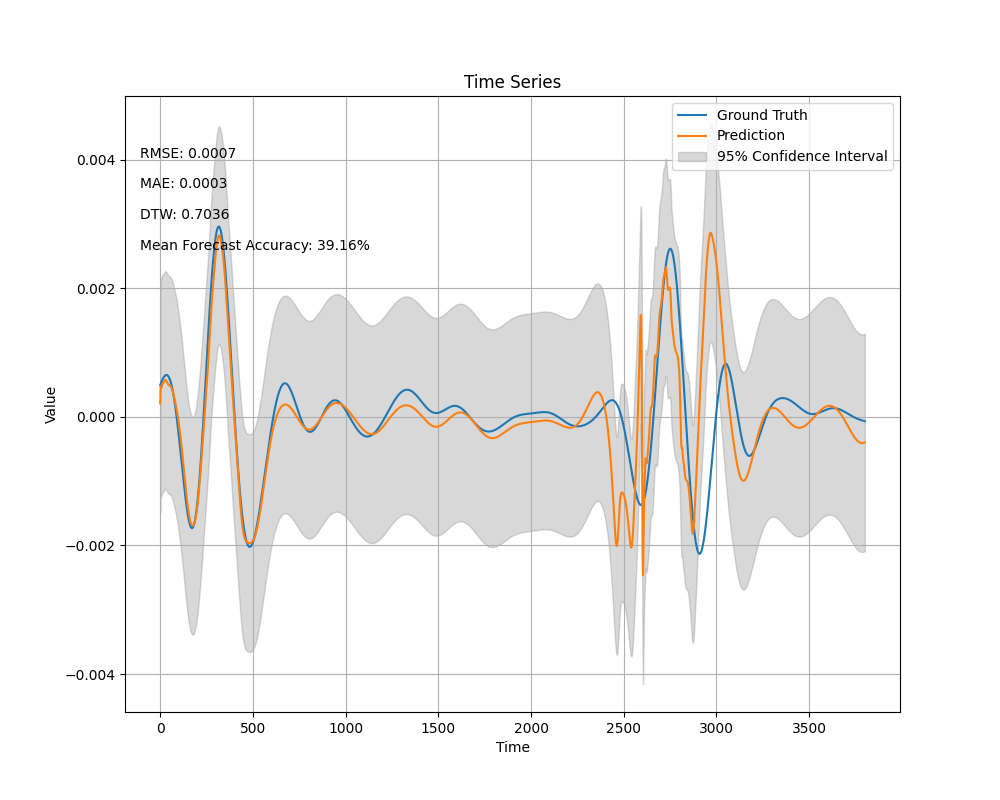 Time Series
Ground Truth
Prediction
95% Confidence Interval
RMSE: 0.0007
MAE: 0.0003
DTW: 0.7036
Mean Forecast Accuracy: 39.16%
0.004
0.002
0.000
−0.002
−0.004
Value
0 500 1000 1500 2000 2500 3000 3500
Time